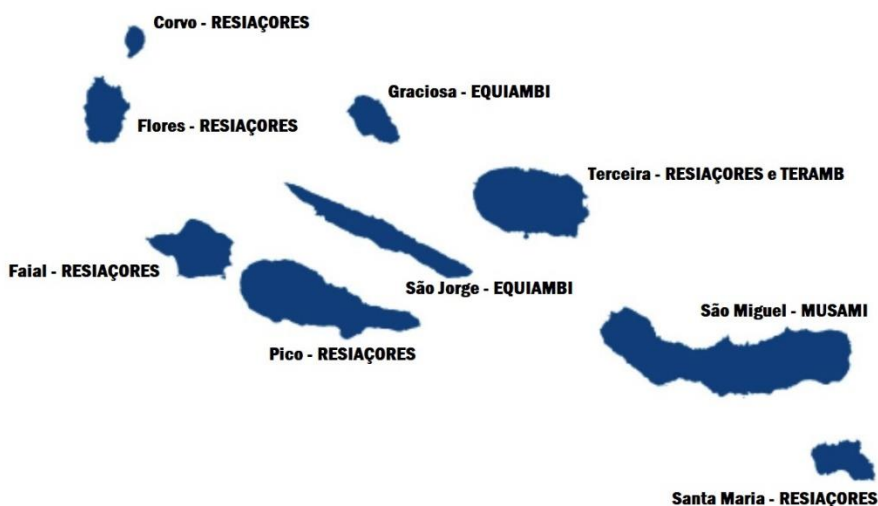 Corvo - RESIAÇORES
Graciosa - EQUIAMBI
Flores - RESIAÇORES
Terceira - RESIAÇORES e TERAMB
Faial - RESIAÇORES
São Jorge - EQUIAMBI
São Miguel - MUSAMI
Pico - RESIAÇORES
Santa Maria - RESIAÇORES